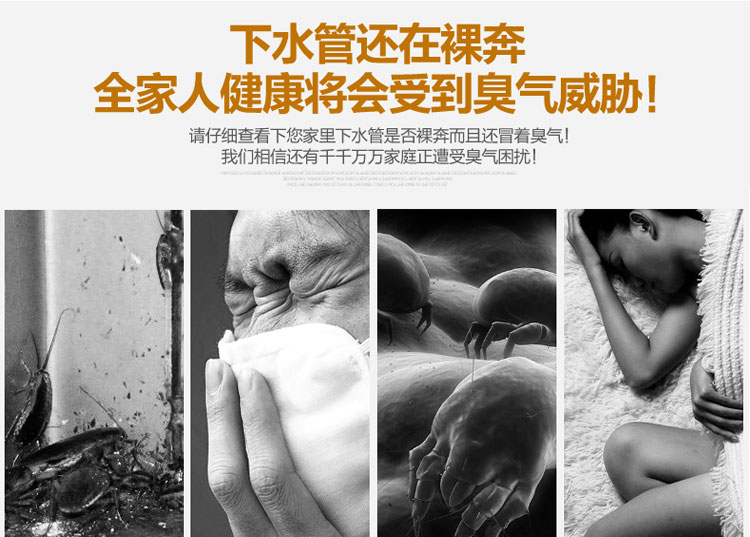 下水管还在裸奔
全家人健康将会受到臭气威胁！
请仔细查看下您家里下水管是否裸奔而且还冒着臭气！
我们相信还有千千万万家庭正遭受臭气困扰！